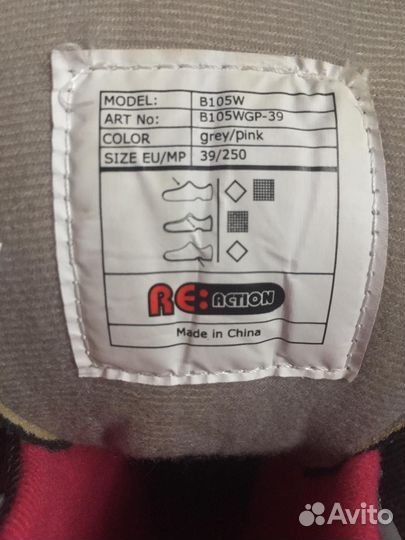 MODEL: B105W
ART No: B105WGP-39
COLOR grey/pink
SIZE EU/MP 39/250
RE:ACTION
Made in China
Avito